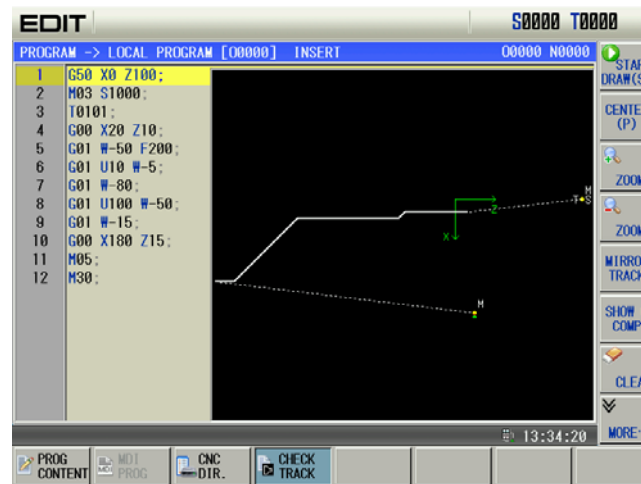 EDIT
S0000 T0000
PROGRAM -> LOCAL PROGRAM [O0000] INSERT
O0000 N0000
1 G50 X0 Z100;
2 M03 S1000;
3 T0101;
4 G00 X20 Z10;
5 G01 W-50 F200;
6 G01 U10 W-5;
7 G01 W-80;
8 G01 U100 W-50;
9 G01 W-15;
10 G00 X180 Z15;
11 M05;
12 M30;
M
T S
Z
X
M
STAR
DRAW(S
CENTE
(P)
ZOOM
ZOOM
MIRRO
TRACK
SHOW
COMP
CLEA
MORE
13:34:20
PROG
CONTENT
MDI
PROG
CNC
DIR.
CHECK
TRACK